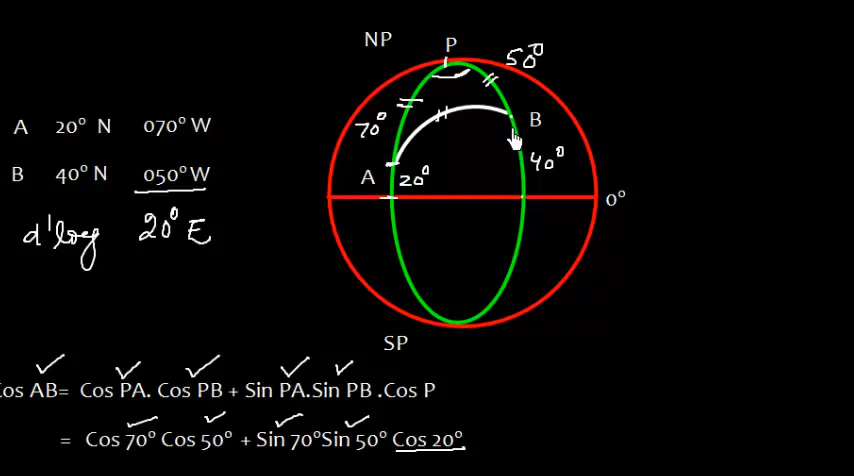 NP
P
50°
A 20° N 070° W
70°
B
B 40° N 050° W
40°
A
20°
0°
d'long 20° E
SP
Cos AB= Cos PA. Cos PB + Sin PA.Sin PB .Cos P
= Cos 70° Cos 50° + Sin 70°Sin 50° Cos 20°.